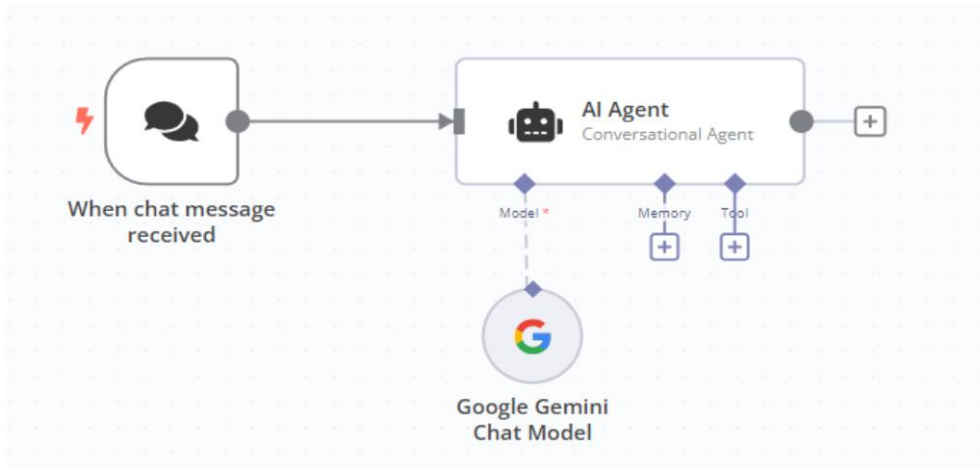 AI Agent
Conversational Agent
When chat message
received
Model *
Memory
Tool
Google Gemini
Chat Model